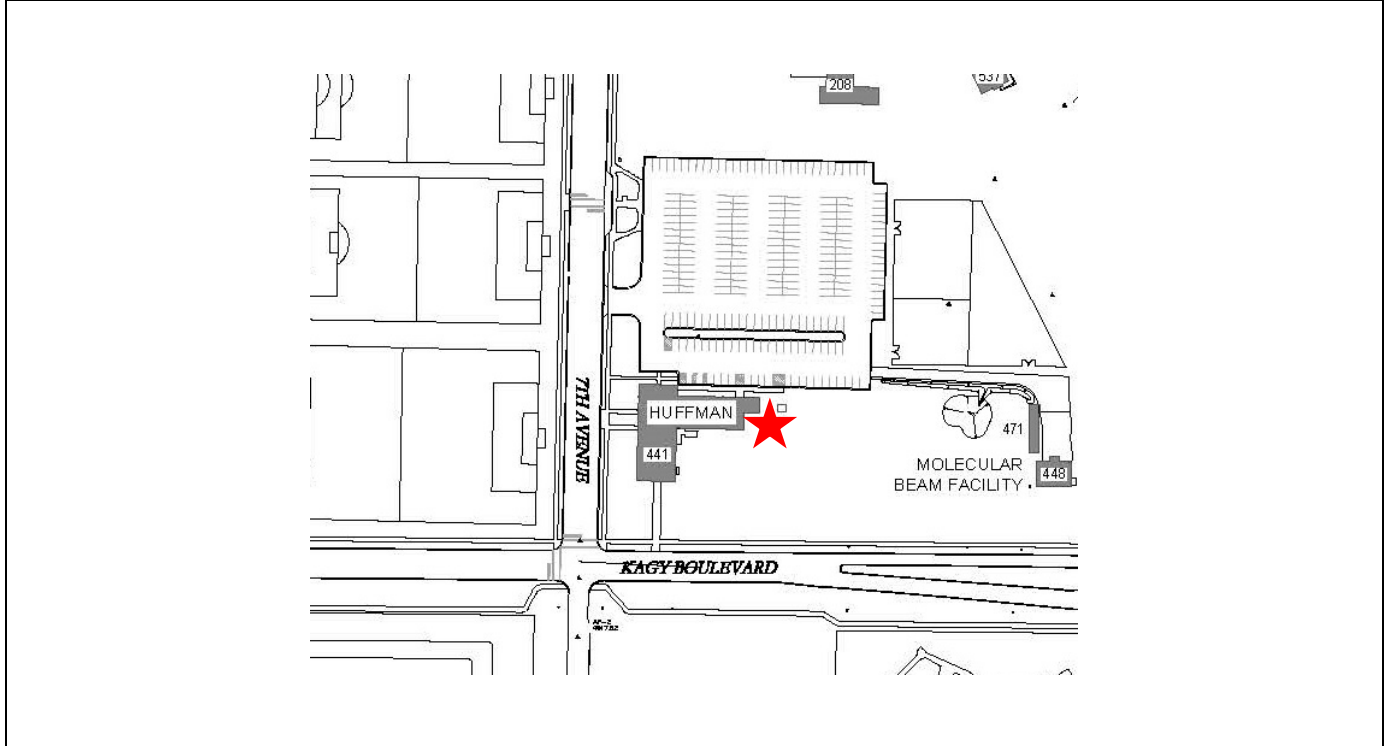 208
537
7TH AVENUE
HUFFMAN
441
471
MOLECULAR
BEAM FACILITY
448
KAGY BOULEVARD